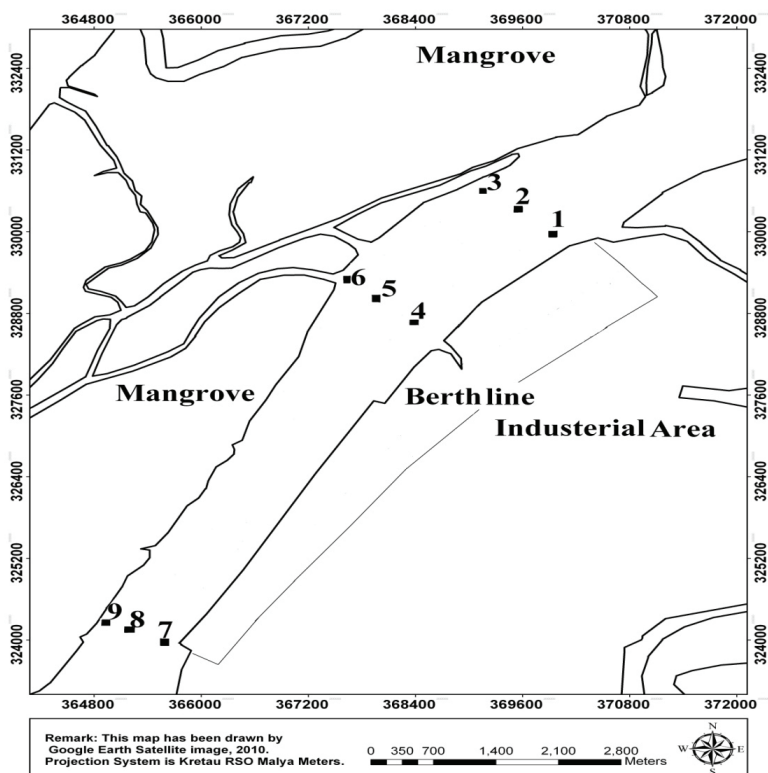 364800 366000 367200 368400 369600 370800 372000
332400 332400
Mangrove
331200 331200
3
2
1
330000 330000
6
5
4
328800 328800
Mangrove
Berth line
327600 327600
Industerial Area
326400 326400
325200 325200
9
8
7
324000 324000
364800 366000 367200 368400 369600 370800 372000
Remark: This map has been drawn by
Google Earth Satellite image, 2010.
Projection System is Kretau RSO Malya Meters.
0 350 700 1,400 2,100 2,800
Meters
N
W E
S